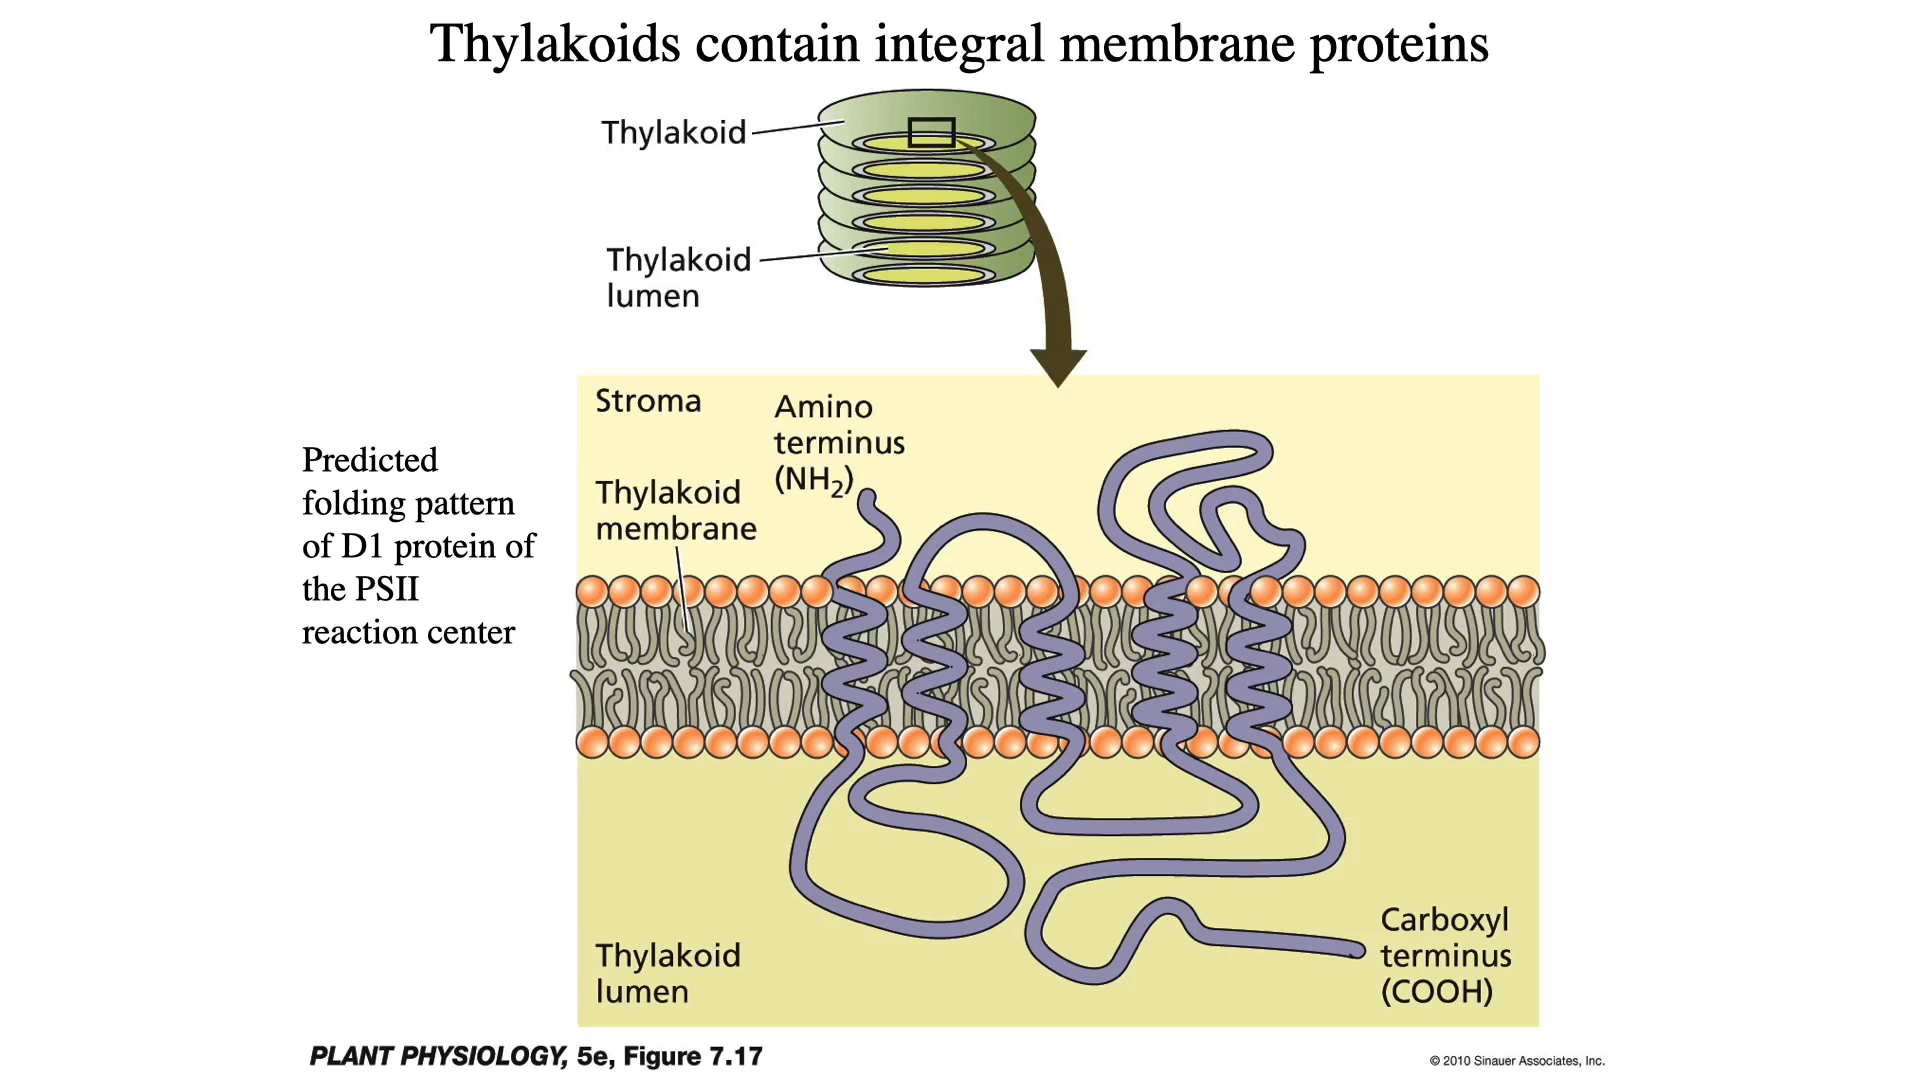 Thylakoids contain integral membrane proteins
Thylakoid
Thylakoid
lumen
Stroma
Amino
terminus
(NH₂)
Thylakoid
membrane
Predicted
folding pattern
of D1 protein of
the PSII
reaction center
Carboxyl
terminus
(COOH)
Thylakoid
lumen
PLANT PHYSIOLOGY, 5e, Figure 7.17
© 2010 Sinauer Associates, Inc.